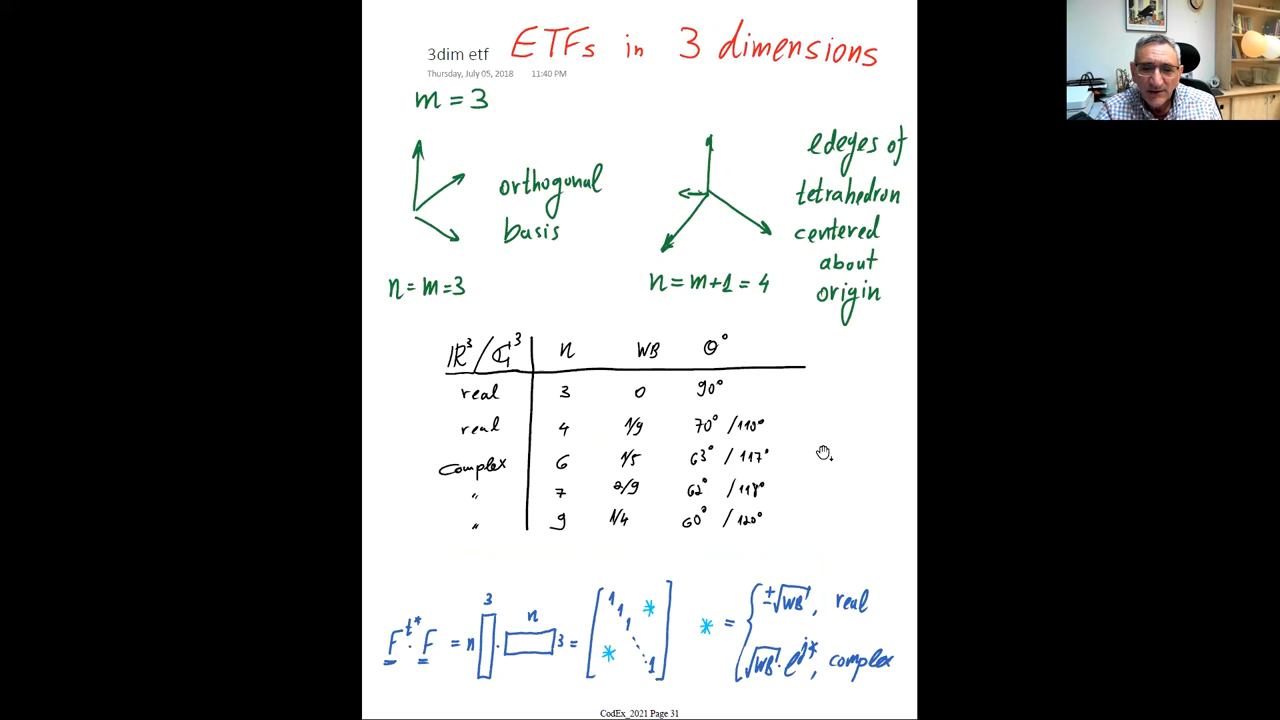 ETFs in 3 dimensions
3dim etf
Thursday, July 05, 2018 11:40 PM
m = 3
orthogonal
basis
n = m = 3
edeges of
tetrahedron
centered
about
origin
n = m+1 = 4
ℝ³/ℂ³ n WB θ°
real 3 0 90°
real 4 1/9 70° / 110°
complex 6 1/5 63° / 117°
" 7 2/9 62° / 118°
" 9 1/4 60° / 120°
F^{t*} · F = n 3 · n 3 = [1 1 1 ... 1 * *] * = { ±√WB, real
√WB · e^{j*}, complex
CodEx_2021 Page 31